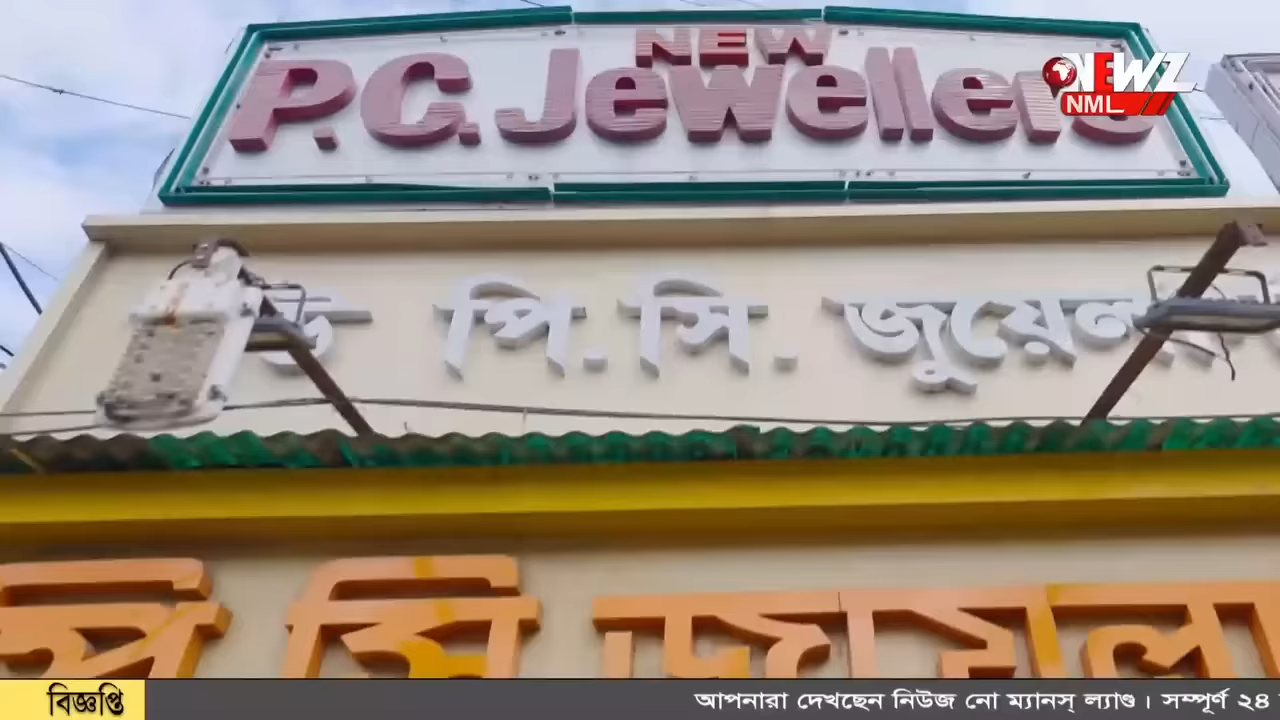 NEW
P.C. Jewellers
NEWZ
NML
উ পি.সি. জুয়েল
পি সি জুয়েলা
বিজ্ঞপ্তি
আপনারা দেখছেন নিউজ নো ম্যানস্ ল্যাণ্ড । সম্পূর্ণ ২৪